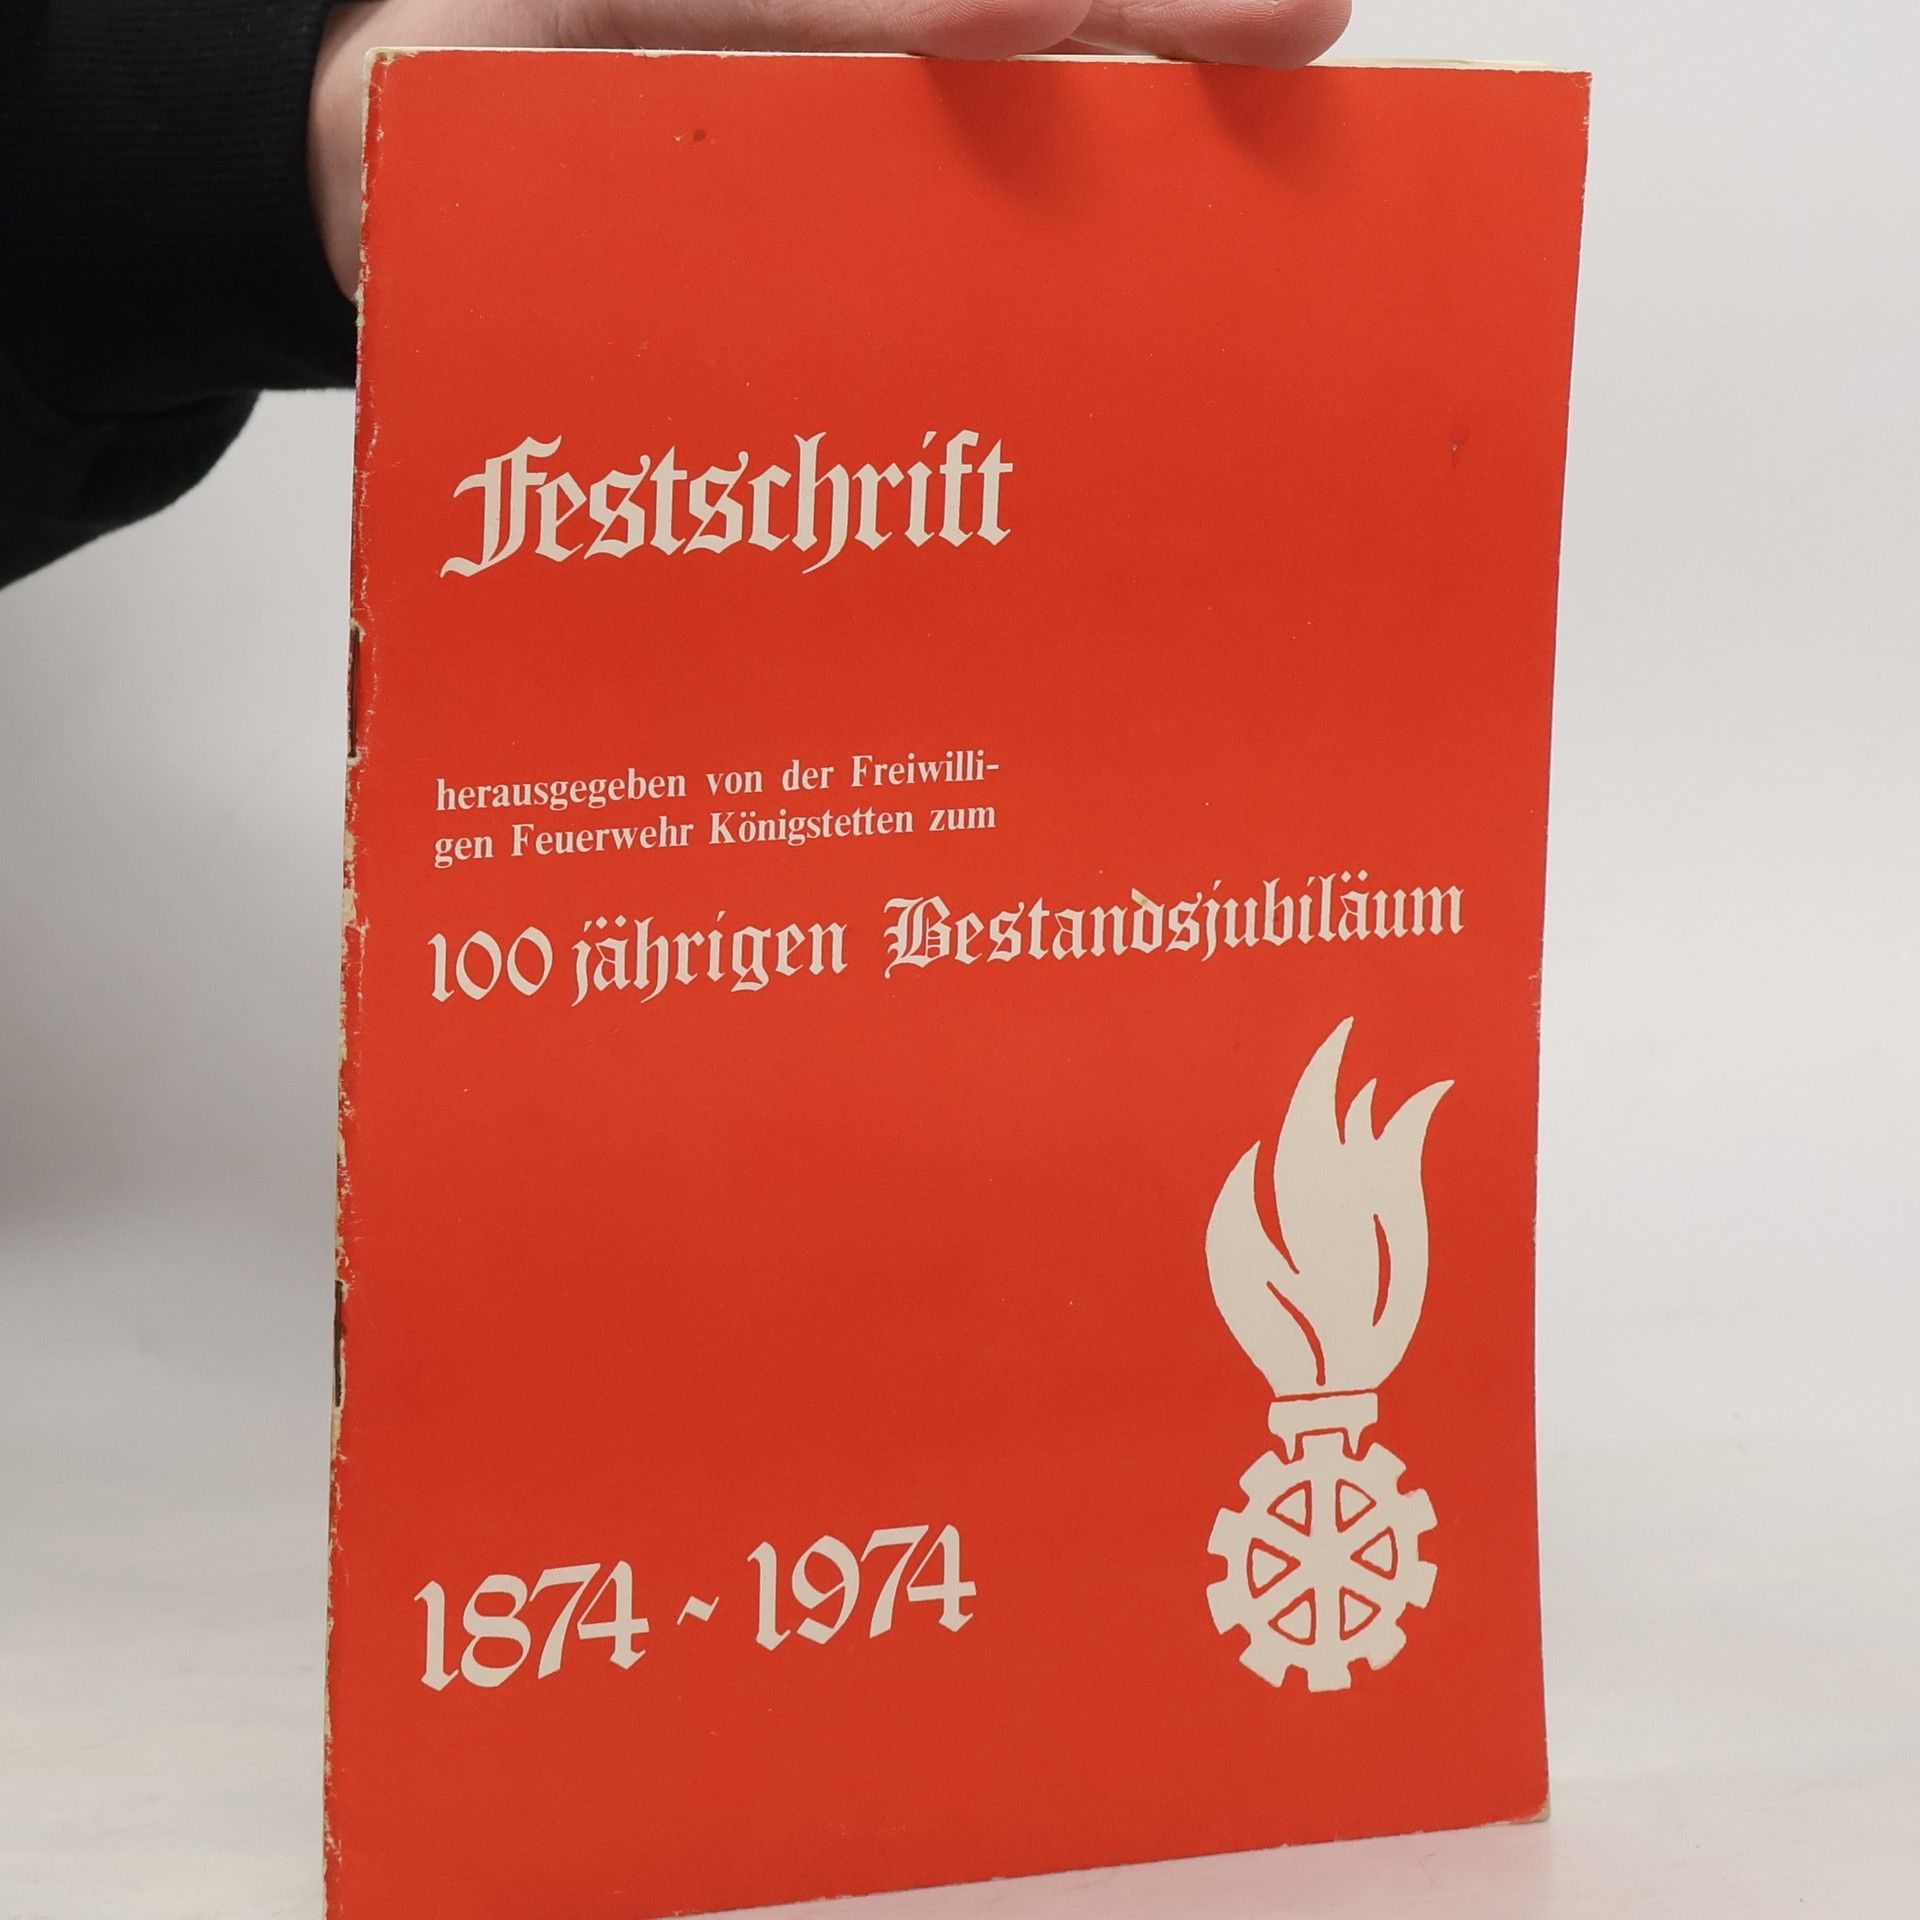 Festschrift
herausgegeben von der Freiwilli-
gen Feuerwehr Königstetten zum
100 jährigen Bestandsjubiläum
1874 ~ 1974